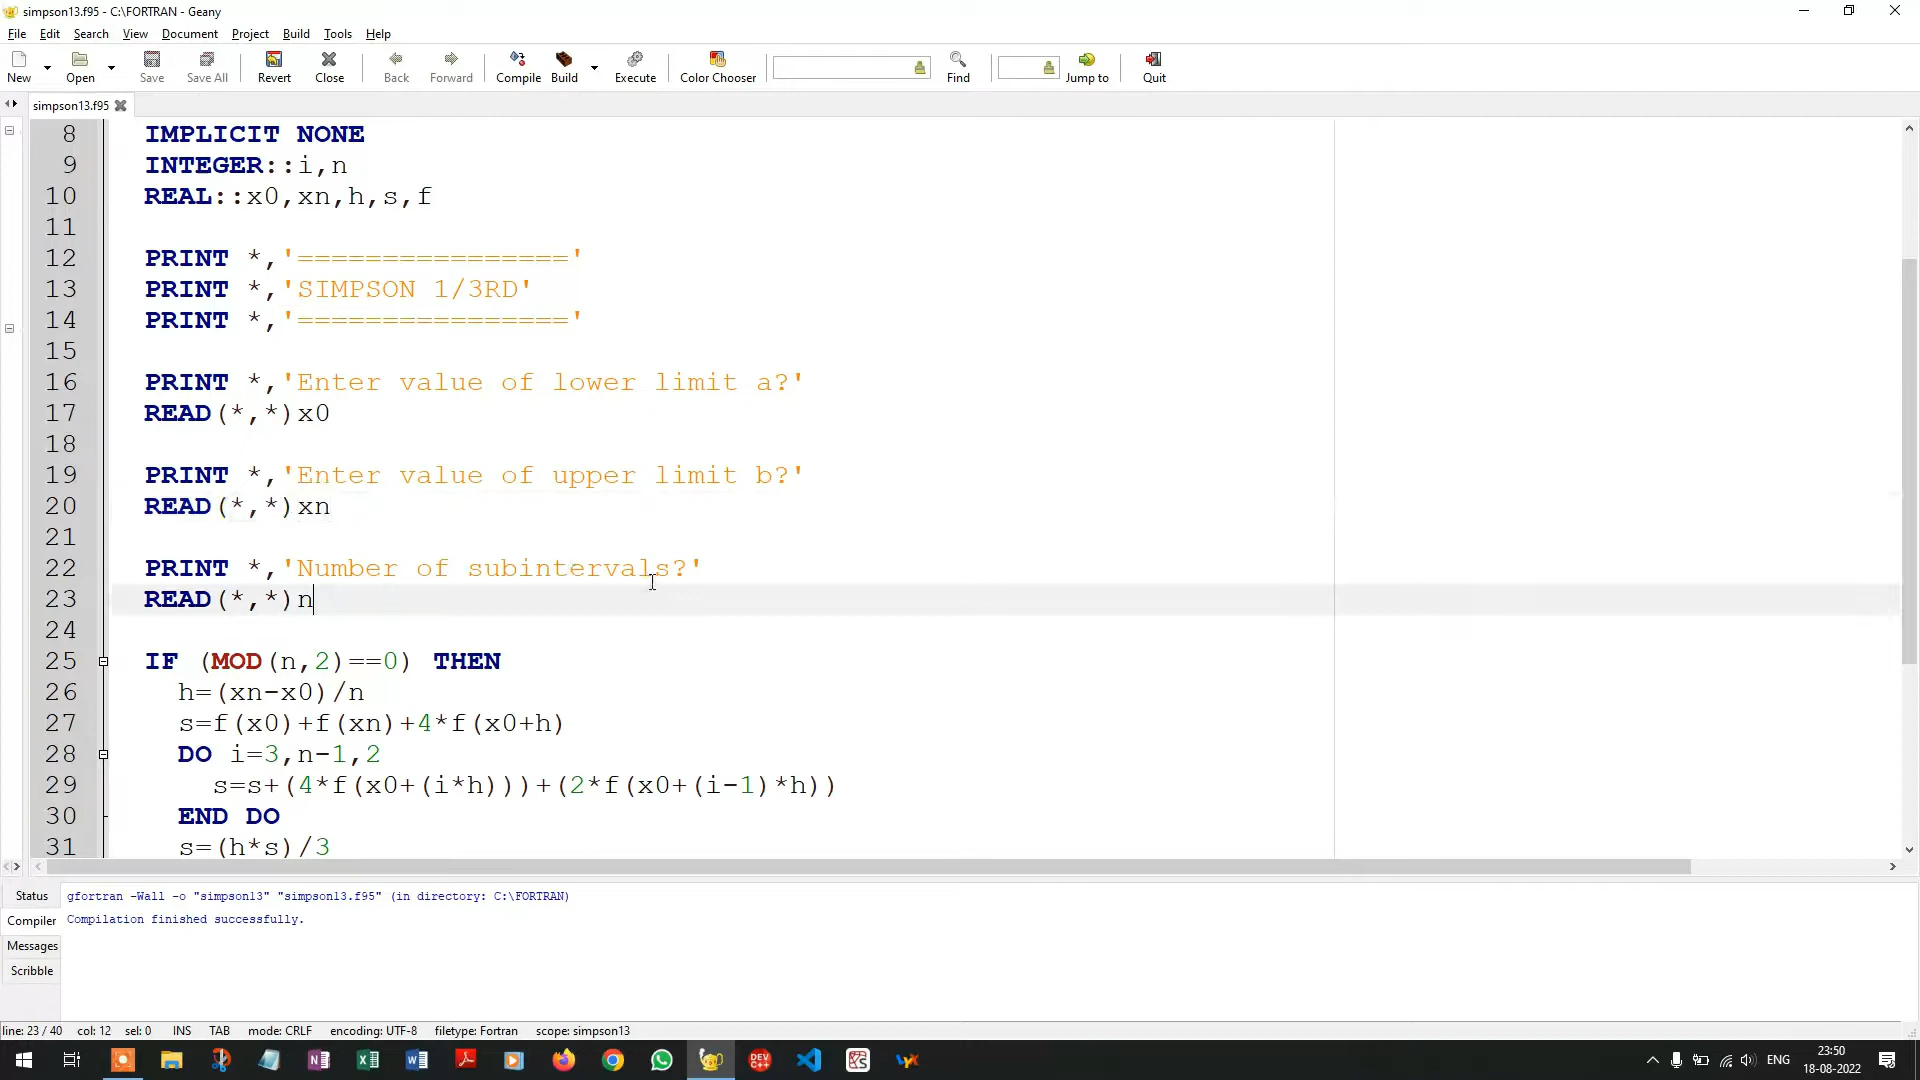 simpson13.f95 - C:\FORTRAN - Geany
File Edit Search View Document Project Build Tools Help
New Open Save Save All Revert Close Back Forward Compile Build Execute Color Chooser Find Jump to Quit
simpson13.f95
8 IMPLICIT NONE
9 INTEGER::i,n
10 REAL::x0,xn,h,s,f
11
12 PRINT *,'================'
13 PRINT *,'SIMPSON 1/3RD'
14 PRINT *,'================'
15
16 PRINT *,'Enter value of lower limit a?'
17 READ(*,*)x0
18
19 PRINT *,'Enter value of upper limit b?'
20 READ(*,*)xn
21
22 PRINT *,'Number of subintervals?'
23 READ(*,*)n
24
25 IF (MOD(n,2)==0) THEN
26 h=(xn-x0)/n
27 s=f(x0)+f(xn)+4*f(x0+h)
28 DO i=3,n-1,2
29 s=s+(4*f(x0+(i*h)))+(2*f(x0+(i-1)*h))
30 END DO
31 s=(h*s)/3
Status gfortran -Wall -o "simpson13" "simpson13.f95" (in directory: C:\FORTRAN)
Compiler Compilation finished successfully.
Messages
Scribble
line: 23 / 40 col: 12 sel: 0 INS TAB mode: CRLF encoding: UTF-8 filetype: Fortran scope: simpson13
DEV C++
ENG
23:50
18-08-2022